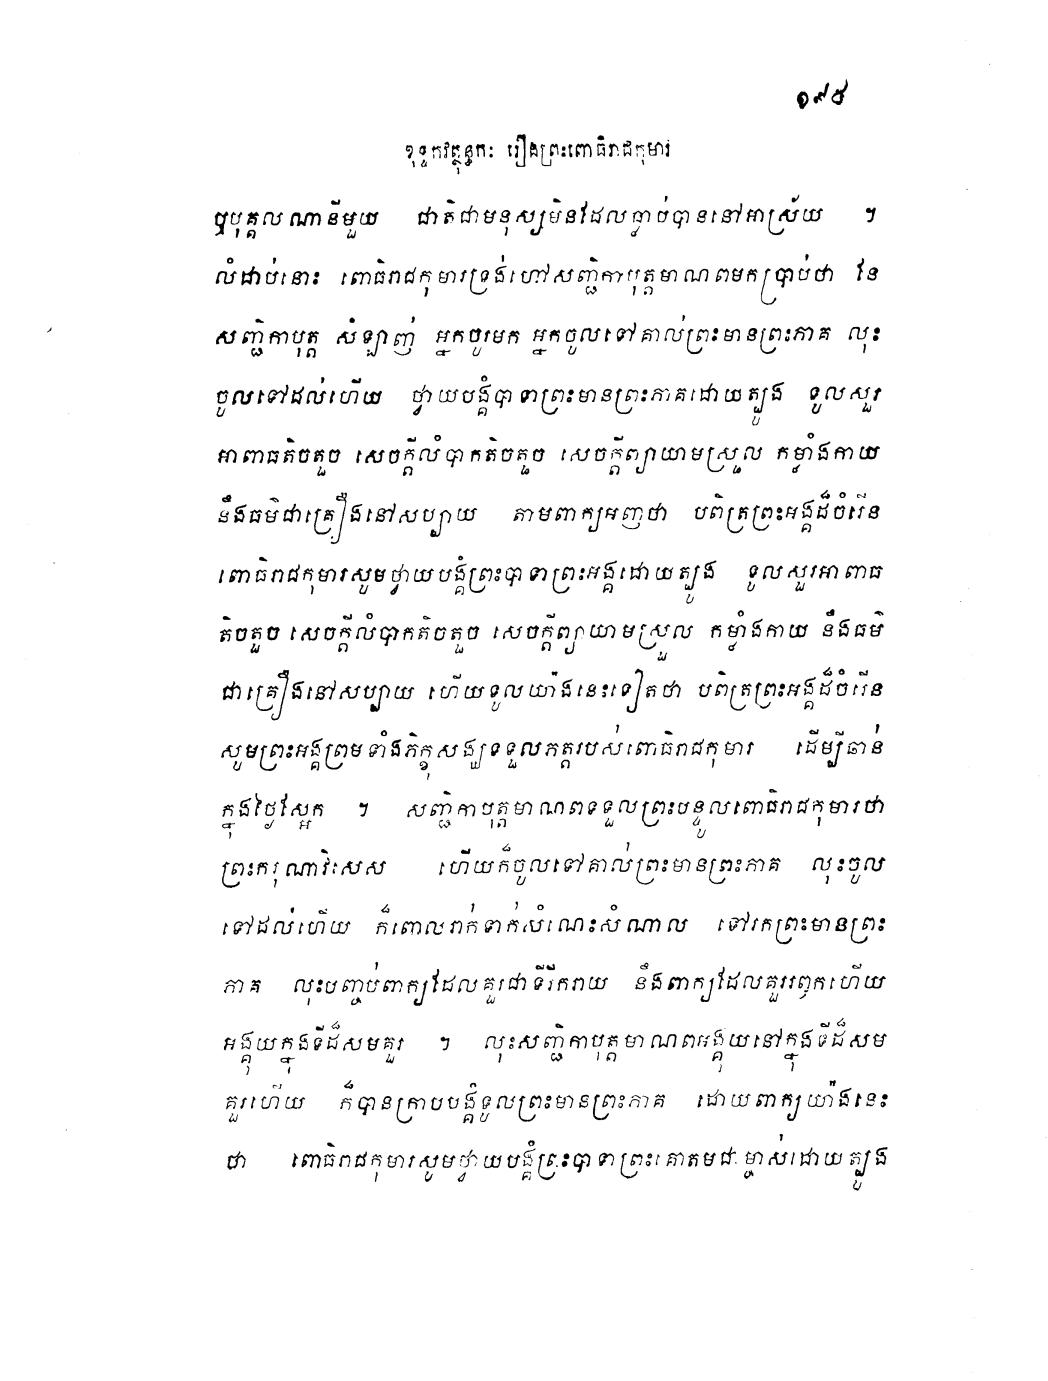 ១៩៥
ខុទ្ទកវត្ថុខន្ធកៈ រឿងព្រះពោធិរាជកុមារ
ឬបុគ្គលណានីមួយ ជាតិជាមនុស្សមិនដែលធ្លាប់បាននៅអាស្រ័យ ។
លំដាប់នោះ ពោធិរាជកុមារទ្រង់ហៅសញ្ជិកាបុត្តមាណពមកប្រាប់ថា នែ
សញ្ជិកាបុត្ត សំឡាញ់ អ្នកចូរមក អ្នកចូលទៅគាល់ព្រះមានព្រះភាគ លុះ
ចូលទៅដល់ហើយ ថ្វាយបង្គំបាទាព្រះមានព្រះភាគដោយត្បូង ទូលសួរ
អាពាធតិចតួច សេចក្តីលំបាកតិចតួច សេចក្តីព្យាយាមស្រួល កម្លាំងកាយ
នឹងធម៌ជាគ្រឿងនៅសប្បាយ តាមពាក្យអញថា បពិត្រព្រះអង្គដ៏ចំរើន
ពោធិរាជកុមារសូមថ្វាយបង្គំព្រះបាទាព្រះអង្គដោយត្បូង ទូលសួរអាពាធ
តិចតួច សេចក្តីលំបាកតិចតួច សេចក្តីព្យាយាមស្រួល កម្លាំងកាយ នឹងធម៌
ជាគ្រឿងនៅសប្បាយ ហើយទូលយ៉ាងនេះទៀតថា បពិត្រព្រះអង្គដ៏ចំរើន
សូមព្រះអង្គព្រមទាំងភិក្ខុសង្ឃទទួលភត្តរបស់ពោធិរាជកុមារ ដើម្បីឆាន់
ក្នុងថ្ងៃស្អែក ។ សញ្ជិកាបុត្តមាណពទទួលព្រះបន្ទូលពោធិរាជកុមារថា
ព្រះករុណាវិសេស ហើយក៏ចូលទៅគាល់ព្រះមានព្រះភាគ លុះចូល
ទៅដល់ហើយ ក៏ពោលរាក់ទាក់សំណេះសំណាល ទៅរកព្រះមានព្រះ
ភាគ លុះបញ្ចប់ពាក្យដែលគួរជាទីរីករាយ នឹងពាក្យដែលគួររឭកហើយ
អង្គុយក្នុងទីដ៏សមគួរ ។ លុះសញ្ជិកាបុត្តមាណពអង្គុយនៅក្នុងទីដ៏សម
គួរហើយ ក៏បានក្រាបបង្គំទូលព្រះមានព្រះភាគ ដោយពាក្យយ៉ាងនេះ
ថា ពោធិរាជកុមារសូមថ្វាយបង្គំព្រះបាទាព្រះគោតមជាម្ចាស់ដោយត្បូង